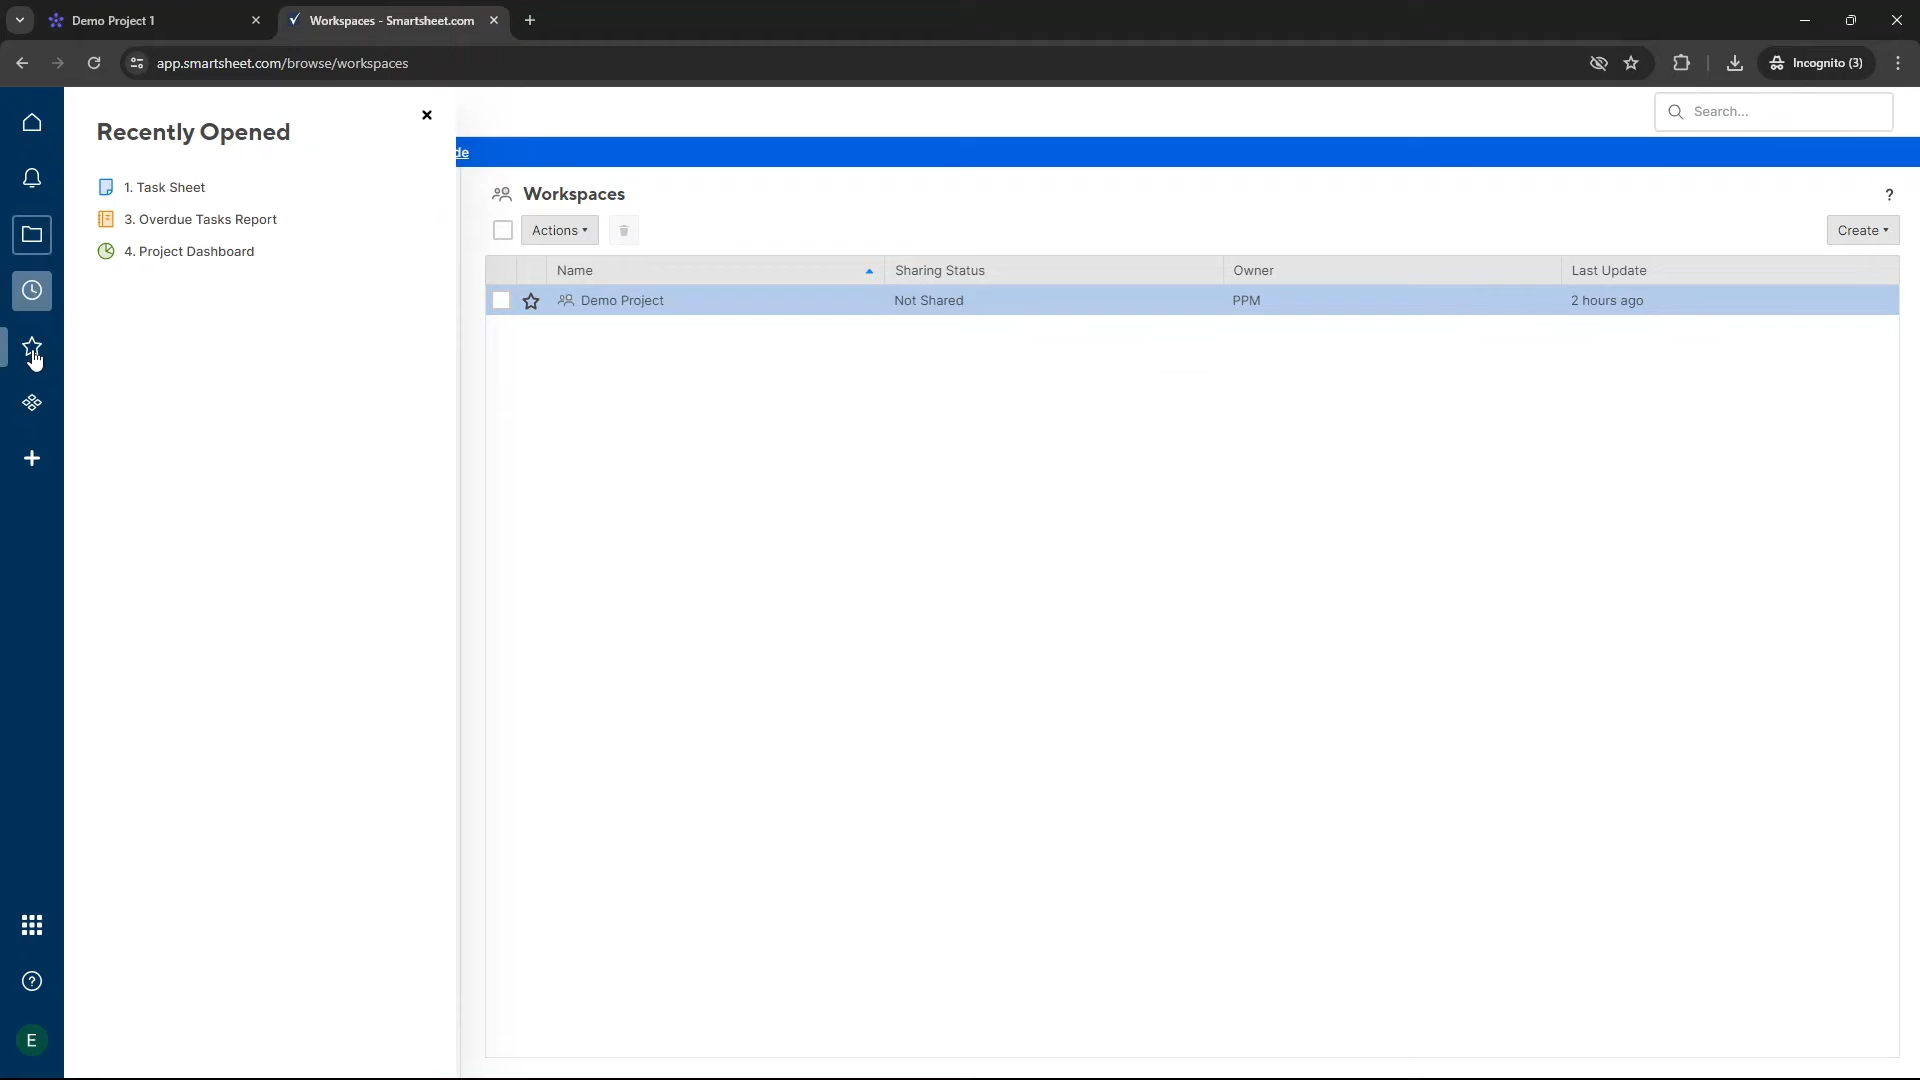 Demo Project 1
Workspaces - Smartsheet.com
app.smartsheet.com/browse/workspaces
Incognito (3)
Recently Opened
Search...
de
1. Task Sheet
3. Overdue Tasks Report
4. Project Dashboard
Workspaces
?
Actions
Create
Name Sharing Status Owner Last Update
Demo Project Not Shared PPM 2 hours ago
?
E